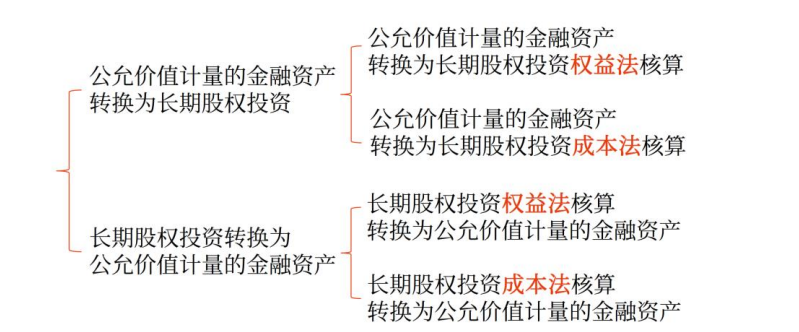 公允价值计量的金融资产
转换为长期股权投资
公允价值计量的金融资产
转换为长期股权投资权益法核算
公允价值计量的金融资产
转换为长期股权投资成本法核算
长期股权投资转换为
公允价值计量的金融资产
长期股权投资权益法核算
转换为公允价值计量的金融资产
长期股权投资成本法核算
转换为公允价值计量的金融资产